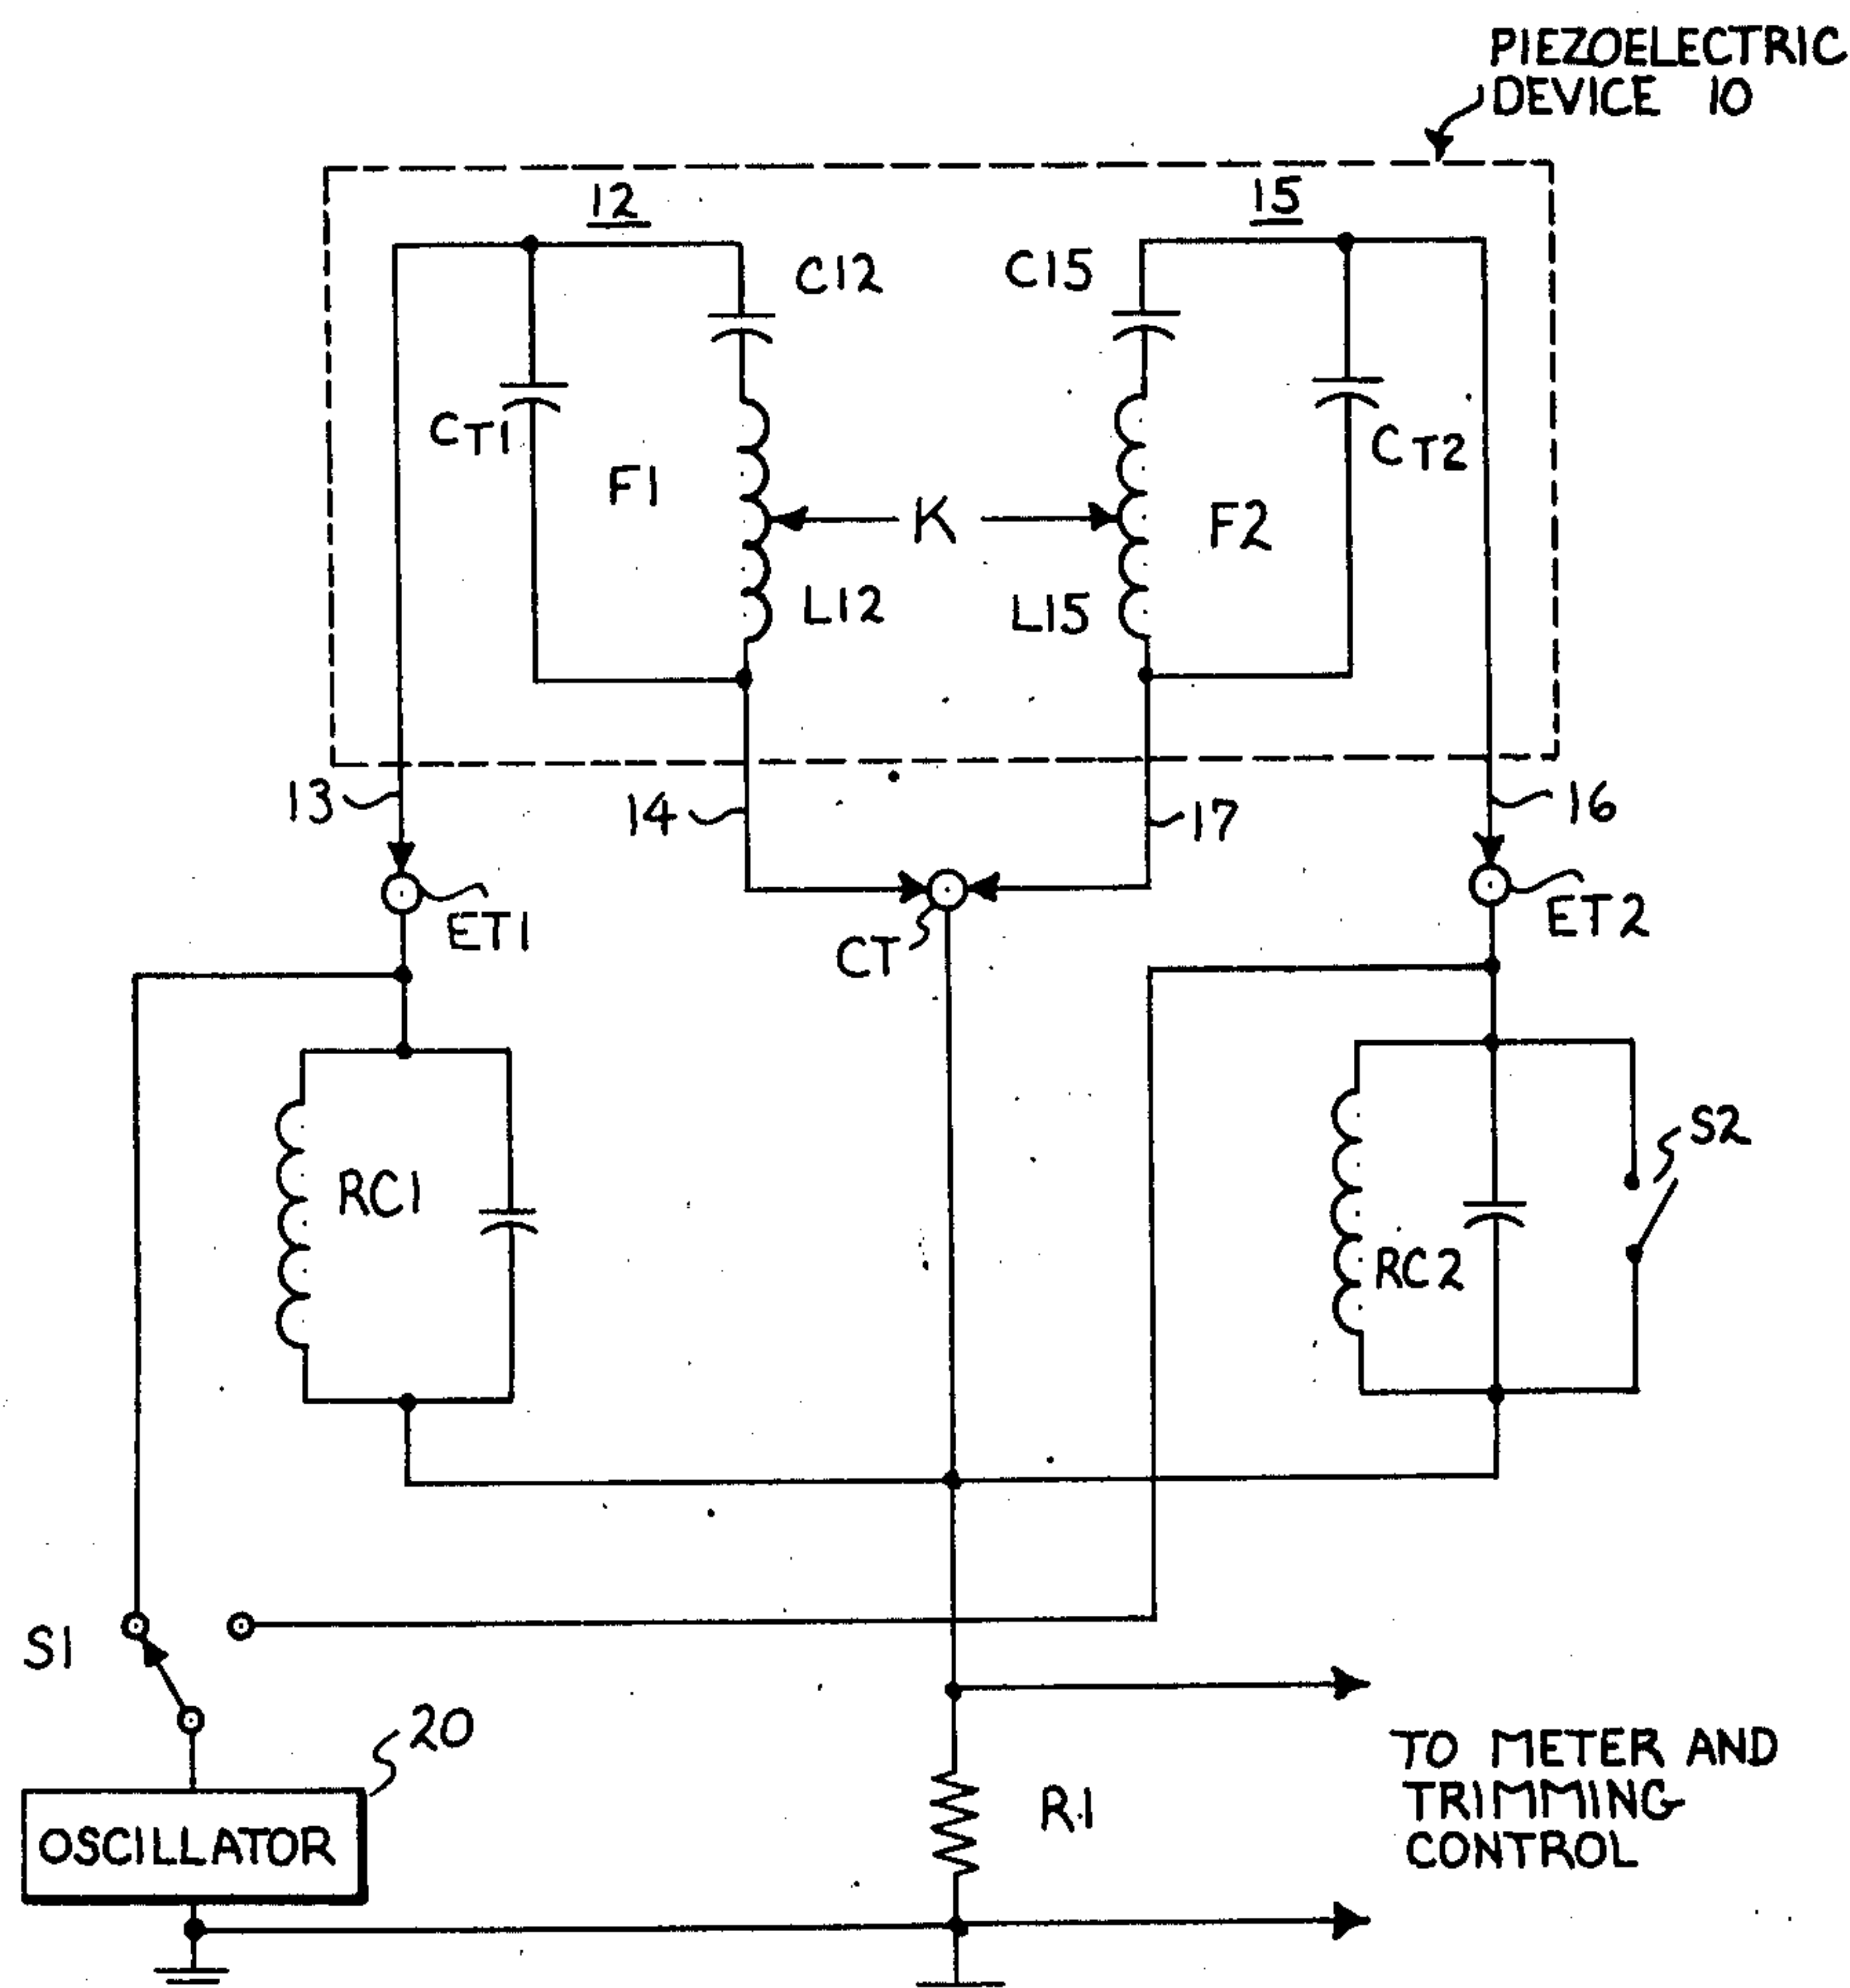 PIEZOELECTRIC
DEVICE 10
12
15
C12
C15
CT1
CT2
F1
K
F2
L12
L15
13
14
17
16
ET1
CT
ET2
RC1
S2
RC2
S1
20
OSCILLATOR
R1
TO METER AND
TRIMMING
CONTROL